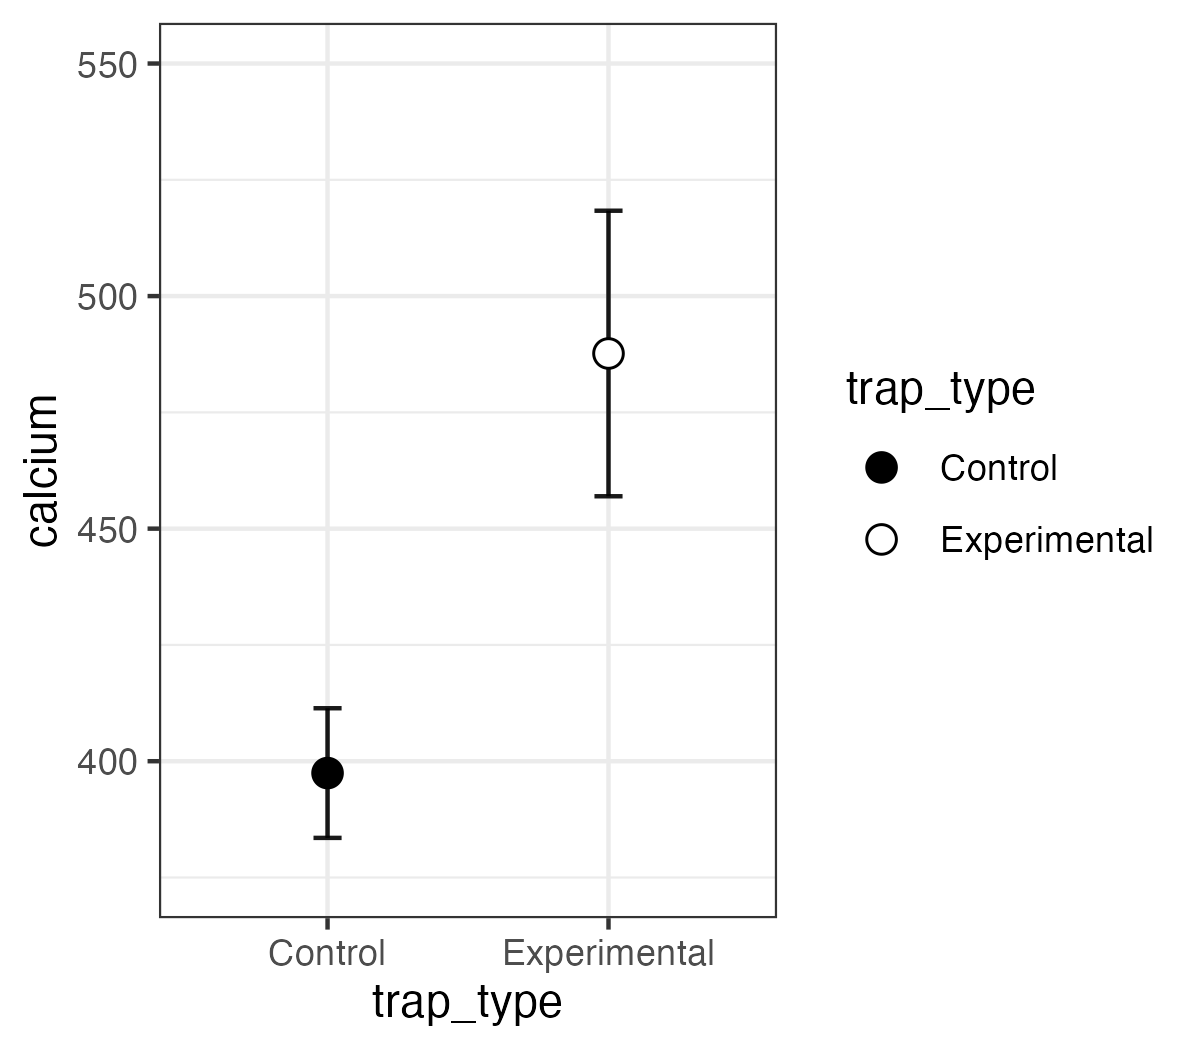 550
500
450
400
calcium
Control
Experimental
trap_type
trap_type
Control
Experimental